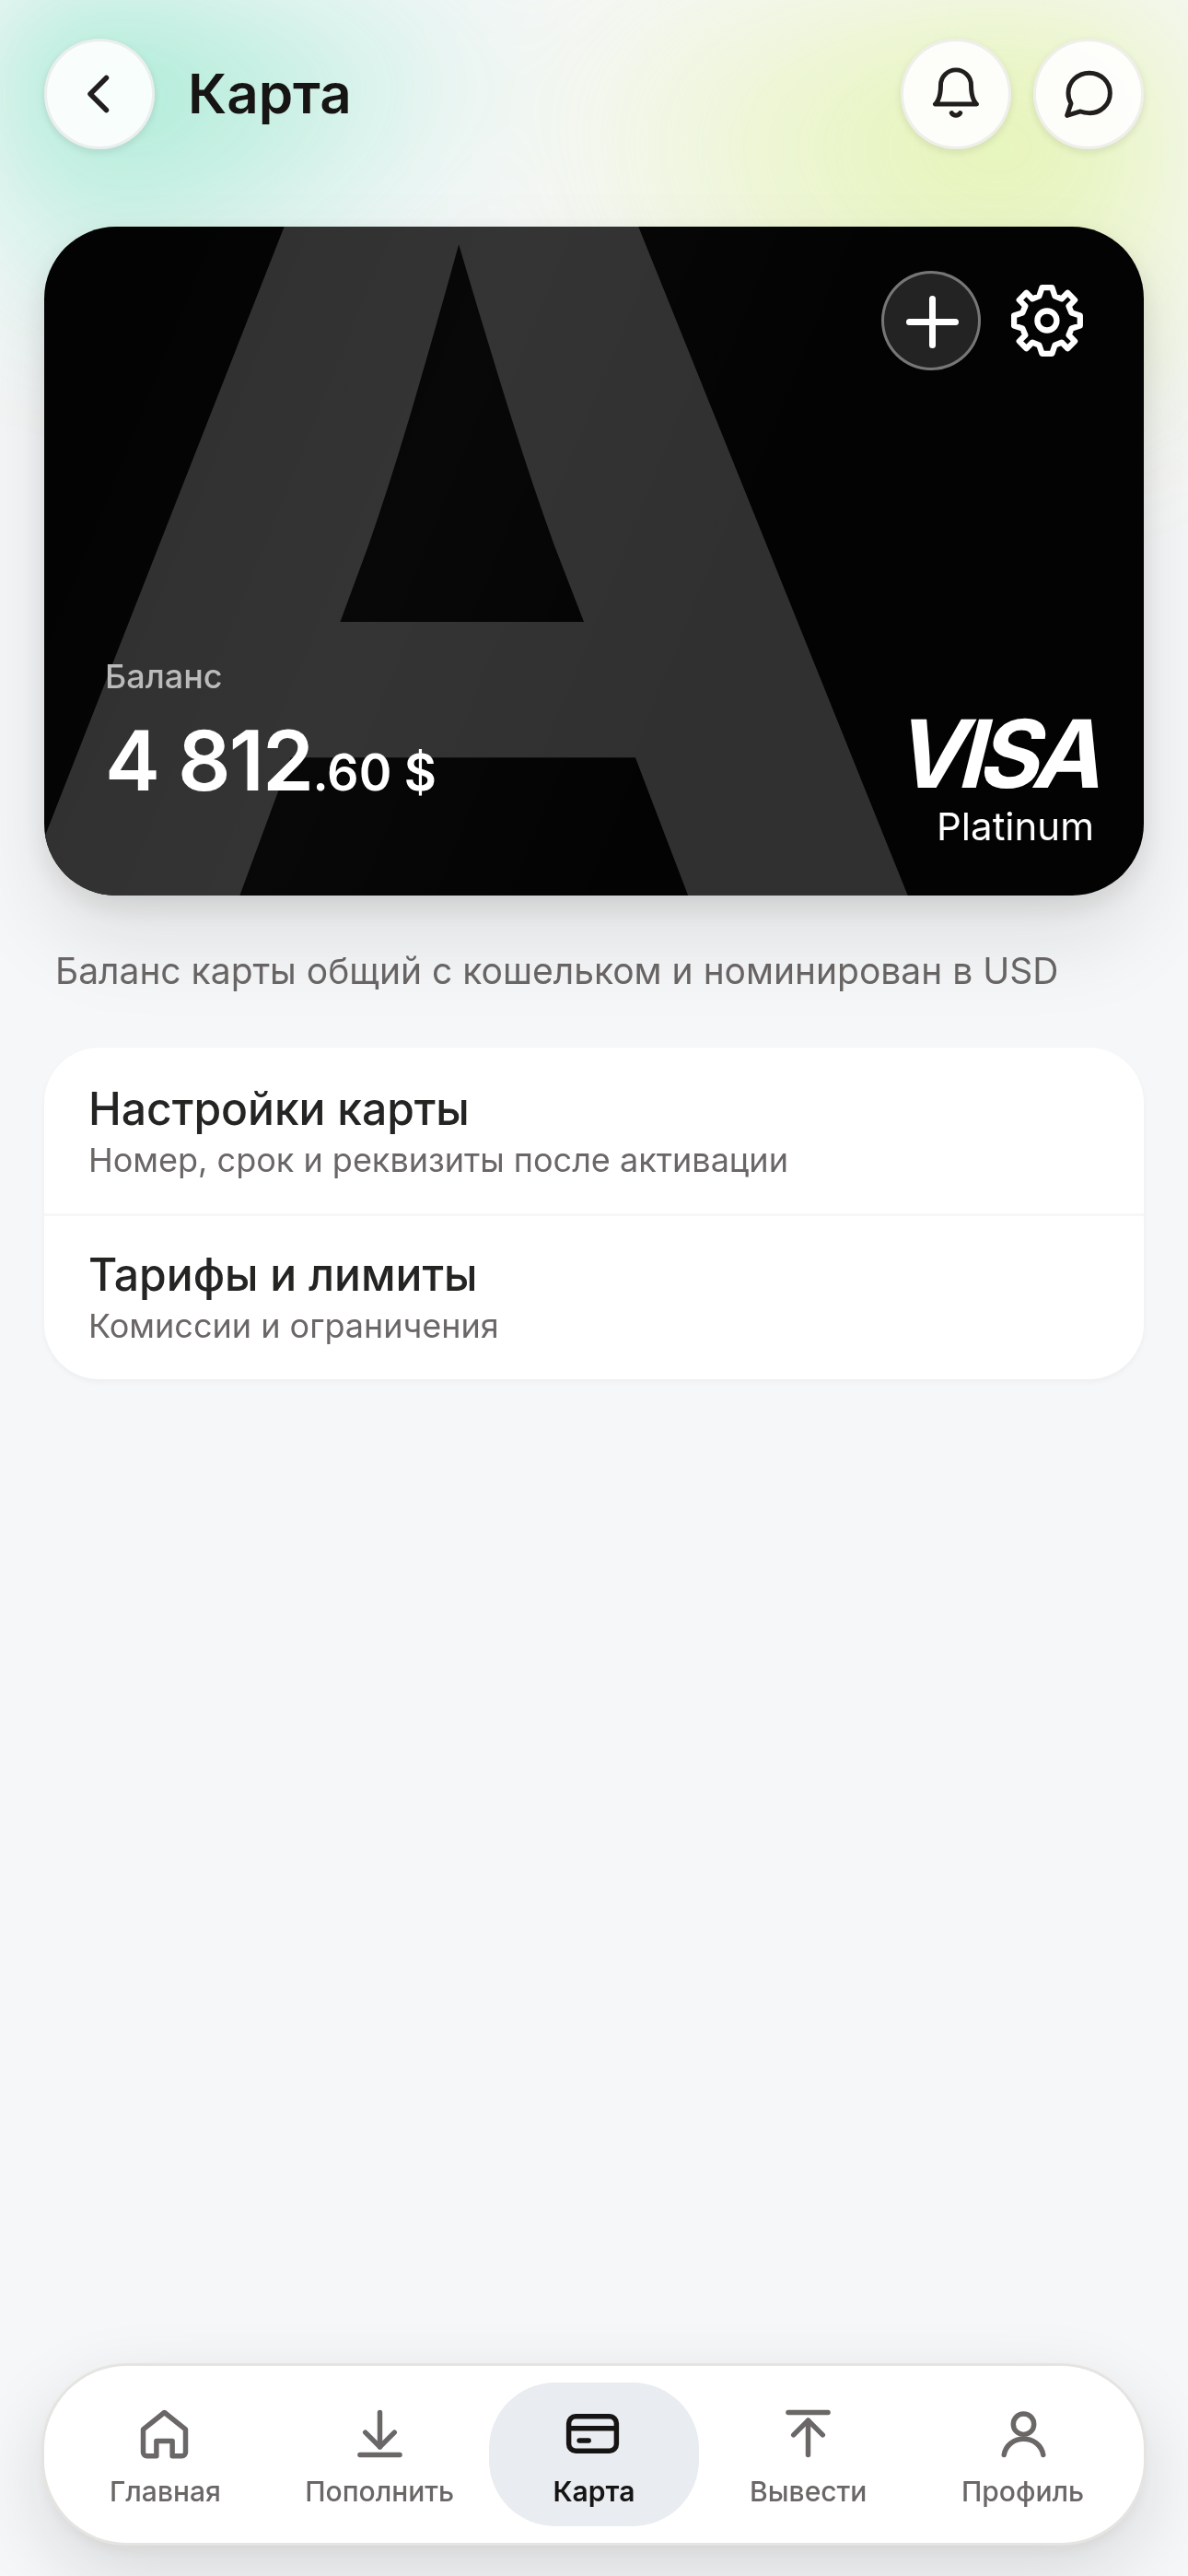 Карта
Баланс
4 812.60 $
VISA
Platinum
Баланс карты общий с кошельком и номинирован в USD
Настройки карты
Номер, срок и реквизиты после активации
Тарифы и лимиты
Комиссии и ограничения
Главная
Пополнить
Карта
Вывести
Профиль